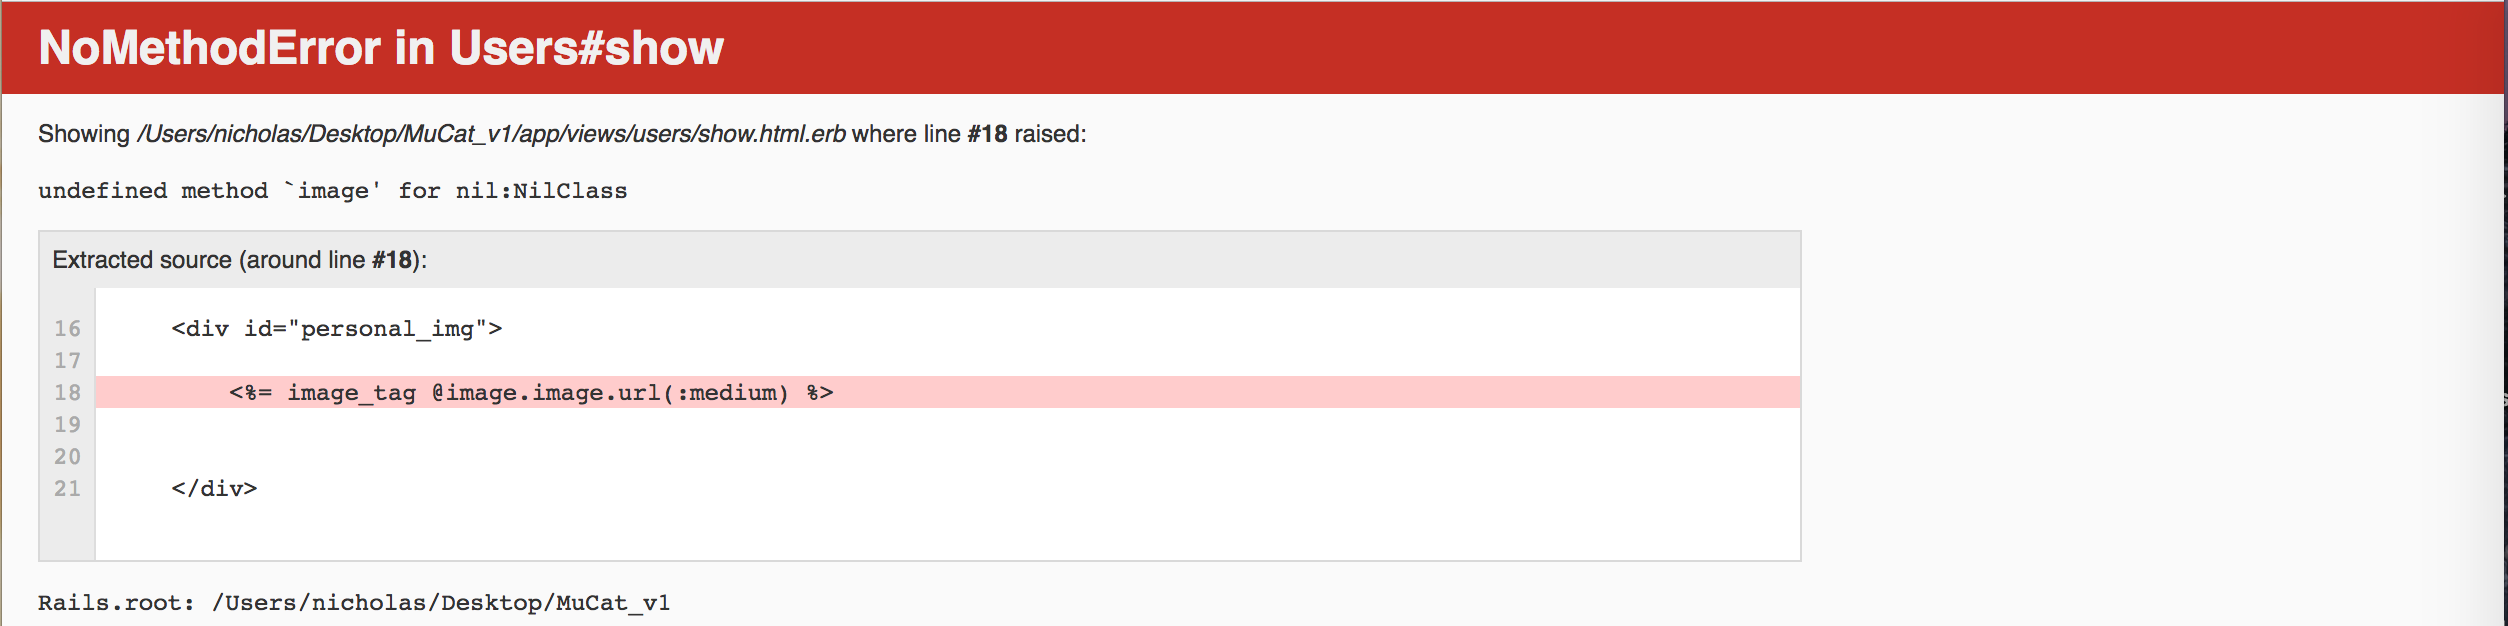 NoMethodError in Users#show
Showing /Users/nicholas/Desktop/MuCat_v1/app/views/users/show.html.erb where line #18 raised:
undefined method `image' for nil:NilClass
Extracted source (around line #18):
16 <div id="personal_img">
17
18 <%= image_tag @image.image.url(:medium) %>
19
20
21 </div>
Rails.root: /Users/nicholas/Desktop/MuCat_v1